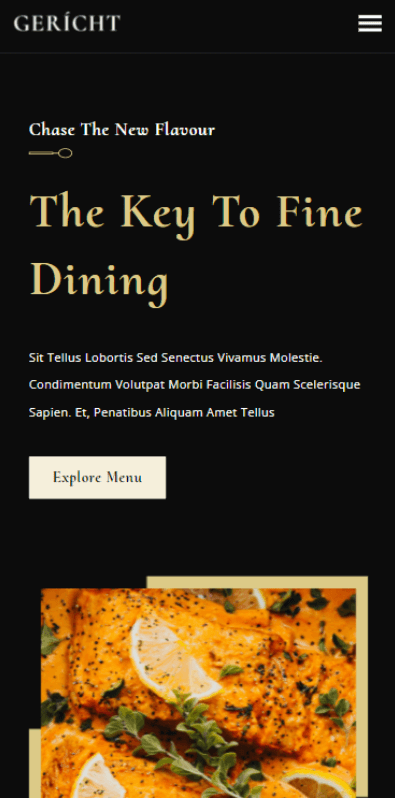 GERÍCHT
Chase The New Flavour
The Key To Fine
Dining
Sit Tellus Lobortis Sed Senectus Vivamus Molestie.
Condimentum Volutpat Morbi Facilisis Quam Scelerisque
Sapien. Et, Penatibus Aliquam Amet Tellus
Explore Menu